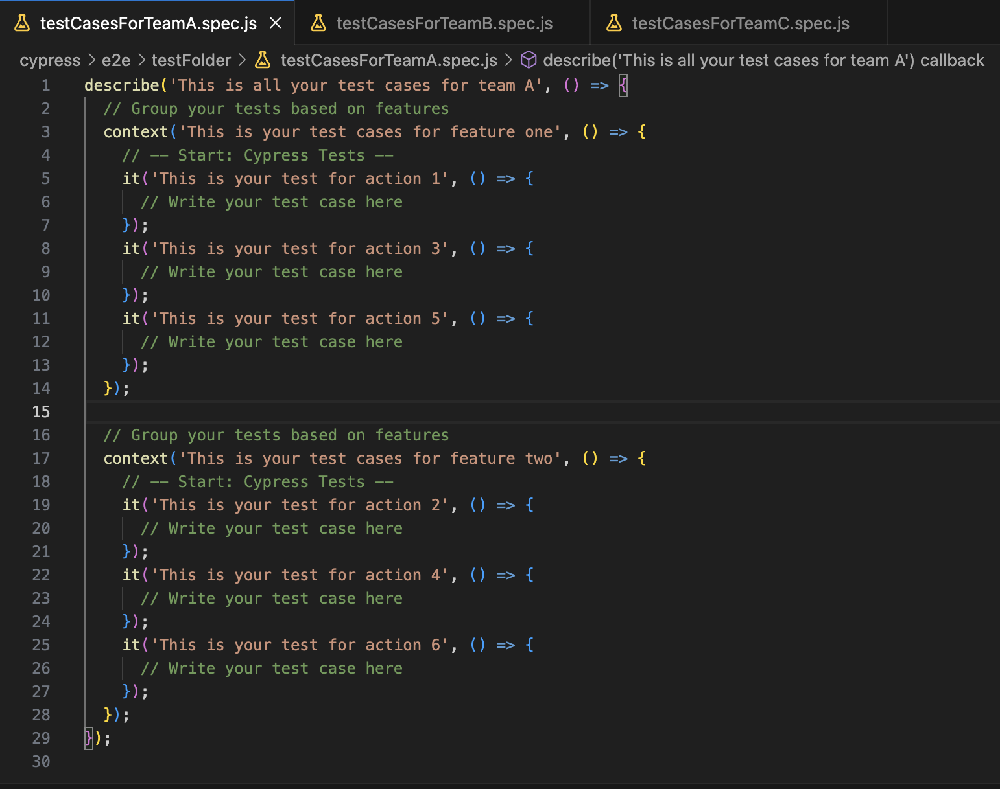 testCasesForTeamA.spec.js × testCasesForTeamB.spec.js testCasesForTeamC.spec.js
cypress > e2e > testFolder > testCasesForTeamA.spec.js > describe('This is all your test cases for team A') callback
1 describe('This is all your test cases for team A', () => {
2 // Group your tests based on features
3 context('This is your test cases for feature one', () => {
4 // -- Start: Cypress Tests --
5 it('This is your test for action 1', () => {
6 // Write your test case here
7 });
8 it('This is your test for action 3', () => {
9 // Write your test case here
10 });
11 it('This is your test for action 5', () => {
12 // Write your test case here
13 });
14 });
15
16 // Group your tests based on features
17 context('This is your test cases for feature two', () => {
18 // -- Start: Cypress Tests --
19 it('This is your test for action 2', () => {
20 // Write your test case here
21 });
22 it('This is your test for action 4', () => {
23 // Write your test case here
24 });
25 it('This is your test for action 6', () => {
26 // Write your test case here
27 });
28 });
29 });
30